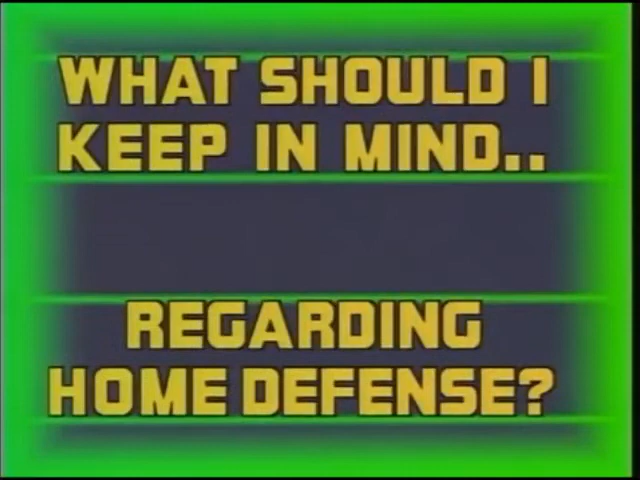 WHAT SHOULD I
KEEP IN MIND..
REGARDING
HOME DEFENSE?